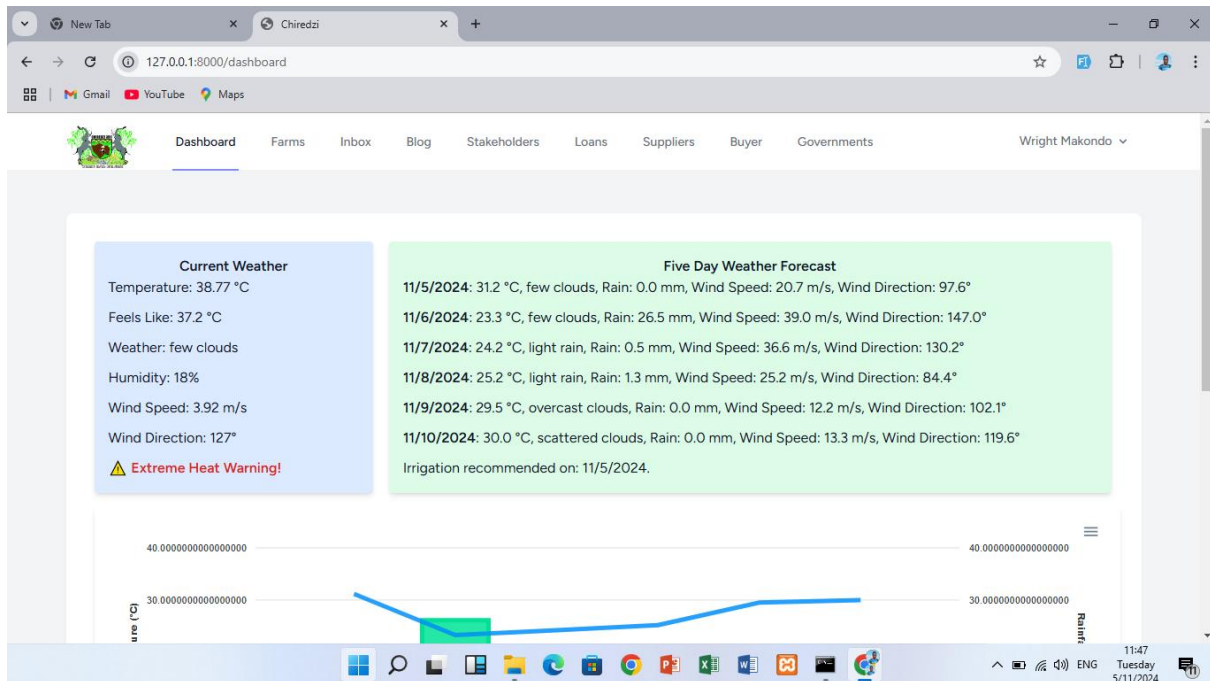 New Tab
Chiredzi
127.0.0.1:8000/dashboard
Gmail YouTube Maps
Dashboard Farms Inbox Blog Stakeholders Loans Suppliers Buyer Governments Wright Makondo
Current Weather
Temperature: 38.77 °C
Feels Like: 37.2 °C
Weather: few clouds
Humidity: 18%
Wind Speed: 3.92 m/s
Wind Direction: 127°
Extreme Heat Warning!
Five Day Weather Forecast
11/5/2024: 31.2 °C, few clouds, Rain: 0.0 mm, Wind Speed: 20.7 m/s, Wind Direction: 97.6°
11/6/2024: 23.3 °C, few clouds, Rain: 26.5 mm, Wind Speed: 39.0 m/s, Wind Direction: 147.0°
11/7/2024: 24.2 °C, light rain, Rain: 0.5 mm, Wind Speed: 36.6 m/s, Wind Direction: 130.2°
11/8/2024: 25.2 °C, light rain, Rain: 1.3 mm, Wind Speed: 25.2 m/s, Wind Direction: 84.4°
11/9/2024: 29.5 °C, overcast clouds, Rain: 0.0 mm, Wind Speed: 12.2 m/s, Wind Direction: 102.1°
11/10/2024: 30.0 °C, scattered clouds, Rain: 0.0 mm, Wind Speed: 13.3 m/s, Wind Direction: 119.6°
Irrigation recommended on: 11/5/2024.
40.0000000000000000 40.0000000000000000
30.0000000000000000 30.0000000000000000
ure (°C)
Rainf
ENG
11:47
Tuesday
5/11/2024